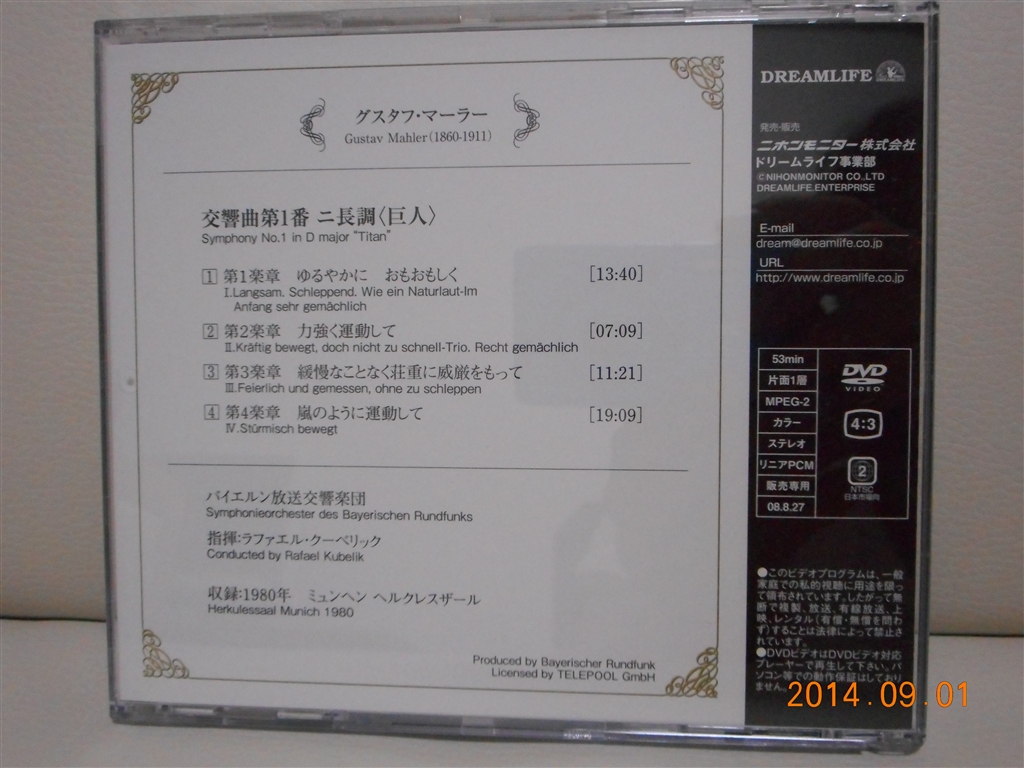 グスタフ・マーラー
Gustav Mahler(1860-1911)
交響曲第1番 ニ長調〈巨人〉
Symphony No.1 in D major "Titan"
1 第1楽章 ゆるやかに おもおもしく [13:40]
I.Langsam. Schleppend. Wie ein Naturlaut-Im
Anfang sehr gemächlich
2 第2楽章 力強く運動して [07:09]
II.Kräftig bewegt, doch nicht zu schnell-Trio. Recht gemächlich
3 第3楽章 緩慢なことなく荘重に威厳をもって [11:21]
III.Feierlich und gemessen, ohne zu schleppen
4 第4楽章 嵐のように運動して [19:09]
IV.Stürmisch bewegt
バイエルン放送交響楽団
Symphonieorchester des Bayerischen Rundfunks
指揮:ラファエル・クーベリック
Conducted by Rafael Kubelik
収録:1980年 ミュンヘン ヘルクレスザール
Herkulessaal Munich 1980
Produced by Bayerischer Rundfunk
Licensed by TELEPOOL GmbH
DREAMLIFE
発売・販売
ニホンモニター株式会社
ドリームライフ事業部
©NIHONMONITOR CO.,LTD
DREAMLIFE.ENTERPRISE
E-mail
dream@dreamlife.co.jp
URL
http://www.dreamlife.co.jp
53min
片面1層
MPEG-2
カラー
ステレオ
リニアPCM
販売専用
08.8.27
DVD
VIDEO
4:3
2
NTSC
日本市場向
●このビデオプログラムは、一般
家庭での私的視聴に用途を限っ
て頒布されています。したがって無
断で複製、放送、有線放送、上
映、レンタル(有償・無償を問わ
ず)することは法律によって禁止さ
れています。
●DVDビデオはDVDビデオ対応
プレーヤーで再生して下さい。パ
ソコン等での動作保証はしており
ません。
2014.09.01